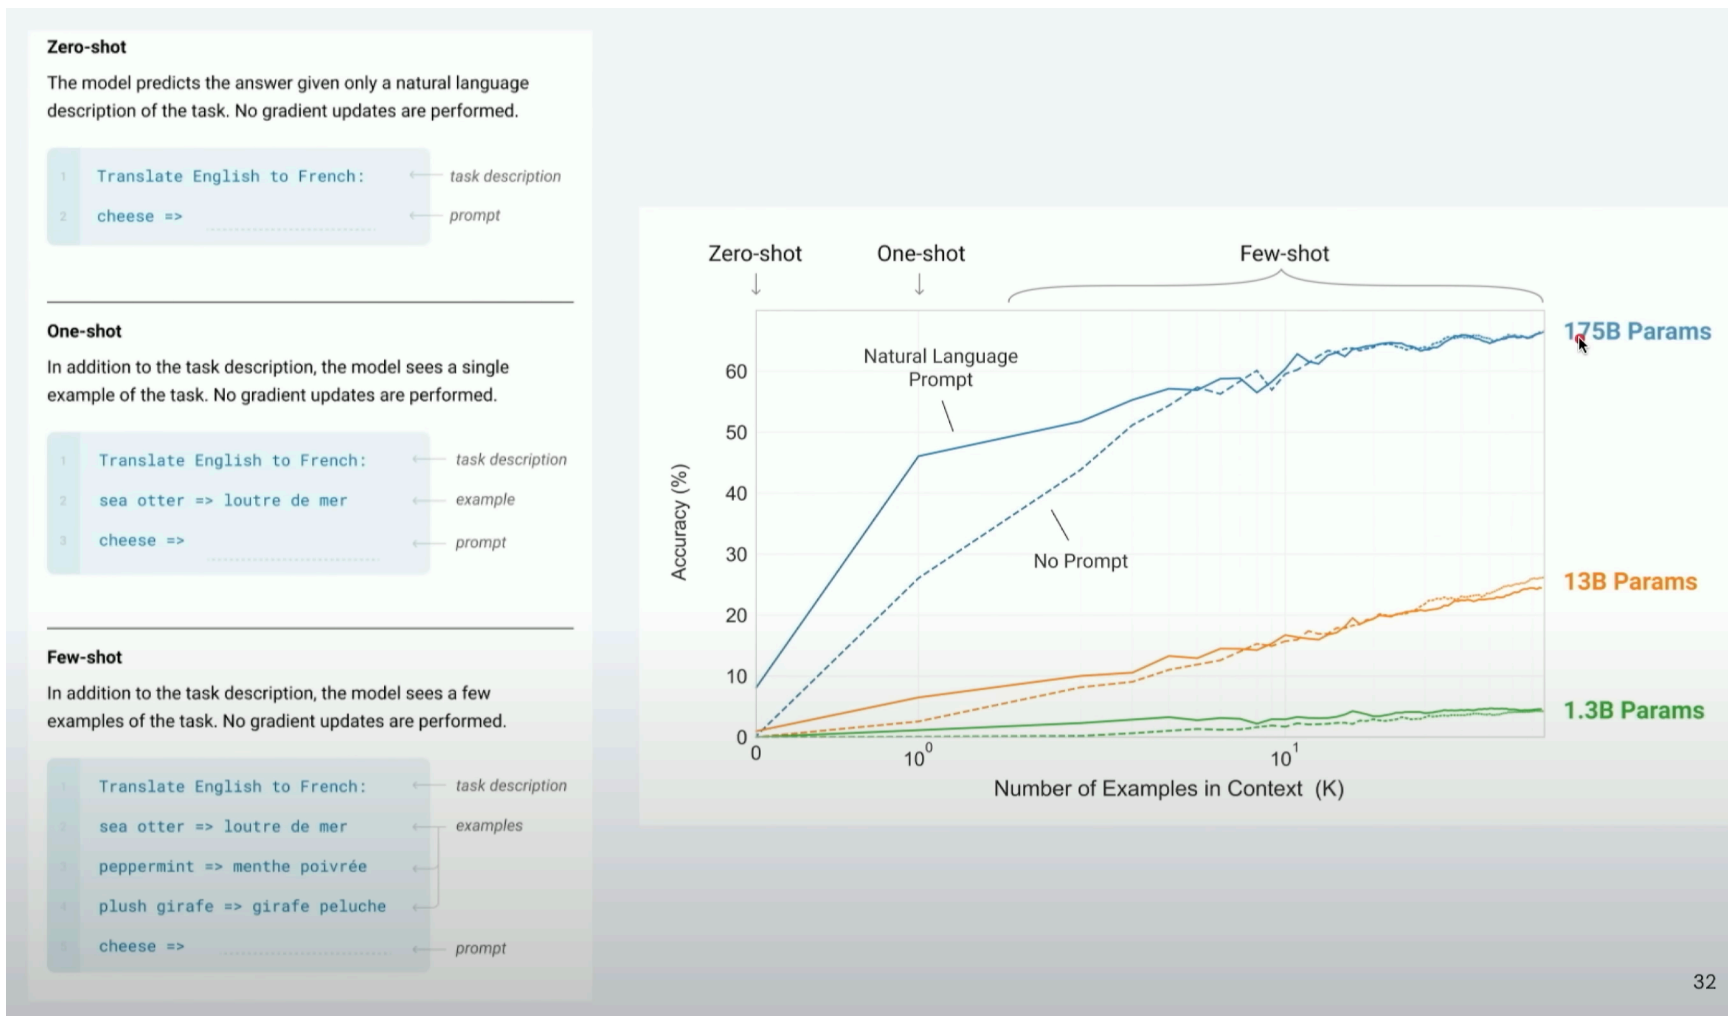 Zero-shot
The model predicts the answer given only a natural language
description of the task. No gradient updates are performed.
1 Translate English to French: task description
2 cheese => prompt
One-shot
In addition to the task description, the model sees a single
example of the task. No gradient updates are performed.
1 Translate English to French: task description
2 sea otter => loutre de mer example
3 cheese => prompt
Few-shot
In addition to the task description, the model sees a few
examples of the task. No gradient updates are performed.
Translate English to French: task description
sea otter => loutre de mer examples
peppermint => menthe poivrée
plush girafe => girafe peluche
cheese => prompt
Zero-shot One-shot Few-shot
175B Params
Natural Language
Prompt
No Prompt
13B Params
1.3B Params
Accuracy (%)
60
50
40
30
20
10
0
0 10^0 10^1
Number of Examples in Context (K)
32